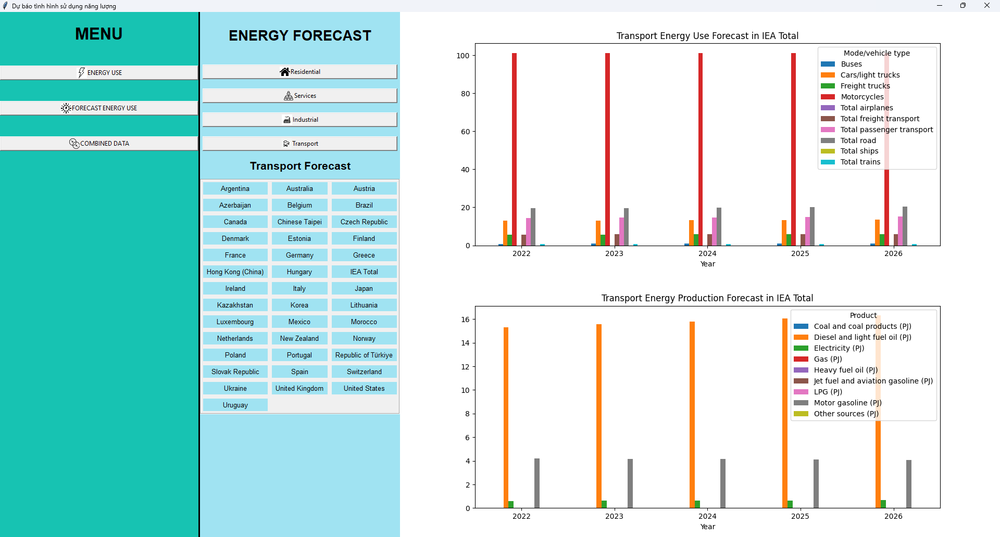 Dự báo tình hình sử dụng năng lượng
MENU
ENERGY USE
FORECAST ENERGY USE
COMBINED DATA
ENERGY FORECAST
Residential
Services
Industrial
Transport
Transport Forecast
Argentina Australia Austria
Azerbaijan Belgium Brazil
Canada Chinese Taipei Czech Republic
Denmark Estonia Finland
France Germany Greece
Hong Kong (China) Hungary IEA Total
Ireland Italy Japan
Kazakhstan Korea Lithuania
Luxembourg Mexico Morocco
Netherlands New Zealand Norway
Poland Portugal Republic of Türkiye
Slovak Republic Spain Switzerland
Ukraine United Kingdom United States
Uruguay
Transport Energy Use Forecast in IEA Total
100
80
60
40
20
0
Mode/vehicle type
Buses
Cars/light trucks
Freight trucks
Motorcycles
Total airplanes
Total freight transport
Total passenger transport
Total road
Total ships
Total trains
2022 2023 2024 2025 2026
Year
Transport Energy Production Forecast in IEA Total
16
14
12
10
8
6
4
2
0
Product
Coal and coal products (PJ)
Diesel and light fuel oil (PJ)
Electricity (PJ)
Gas (PJ)
Heavy fuel oil (PJ)
Jet fuel and aviation gasoline (PJ)
LPG (PJ)
Motor gasoline (PJ)
Other sources (PJ)
2022 2023 2024 2025 2026
Year